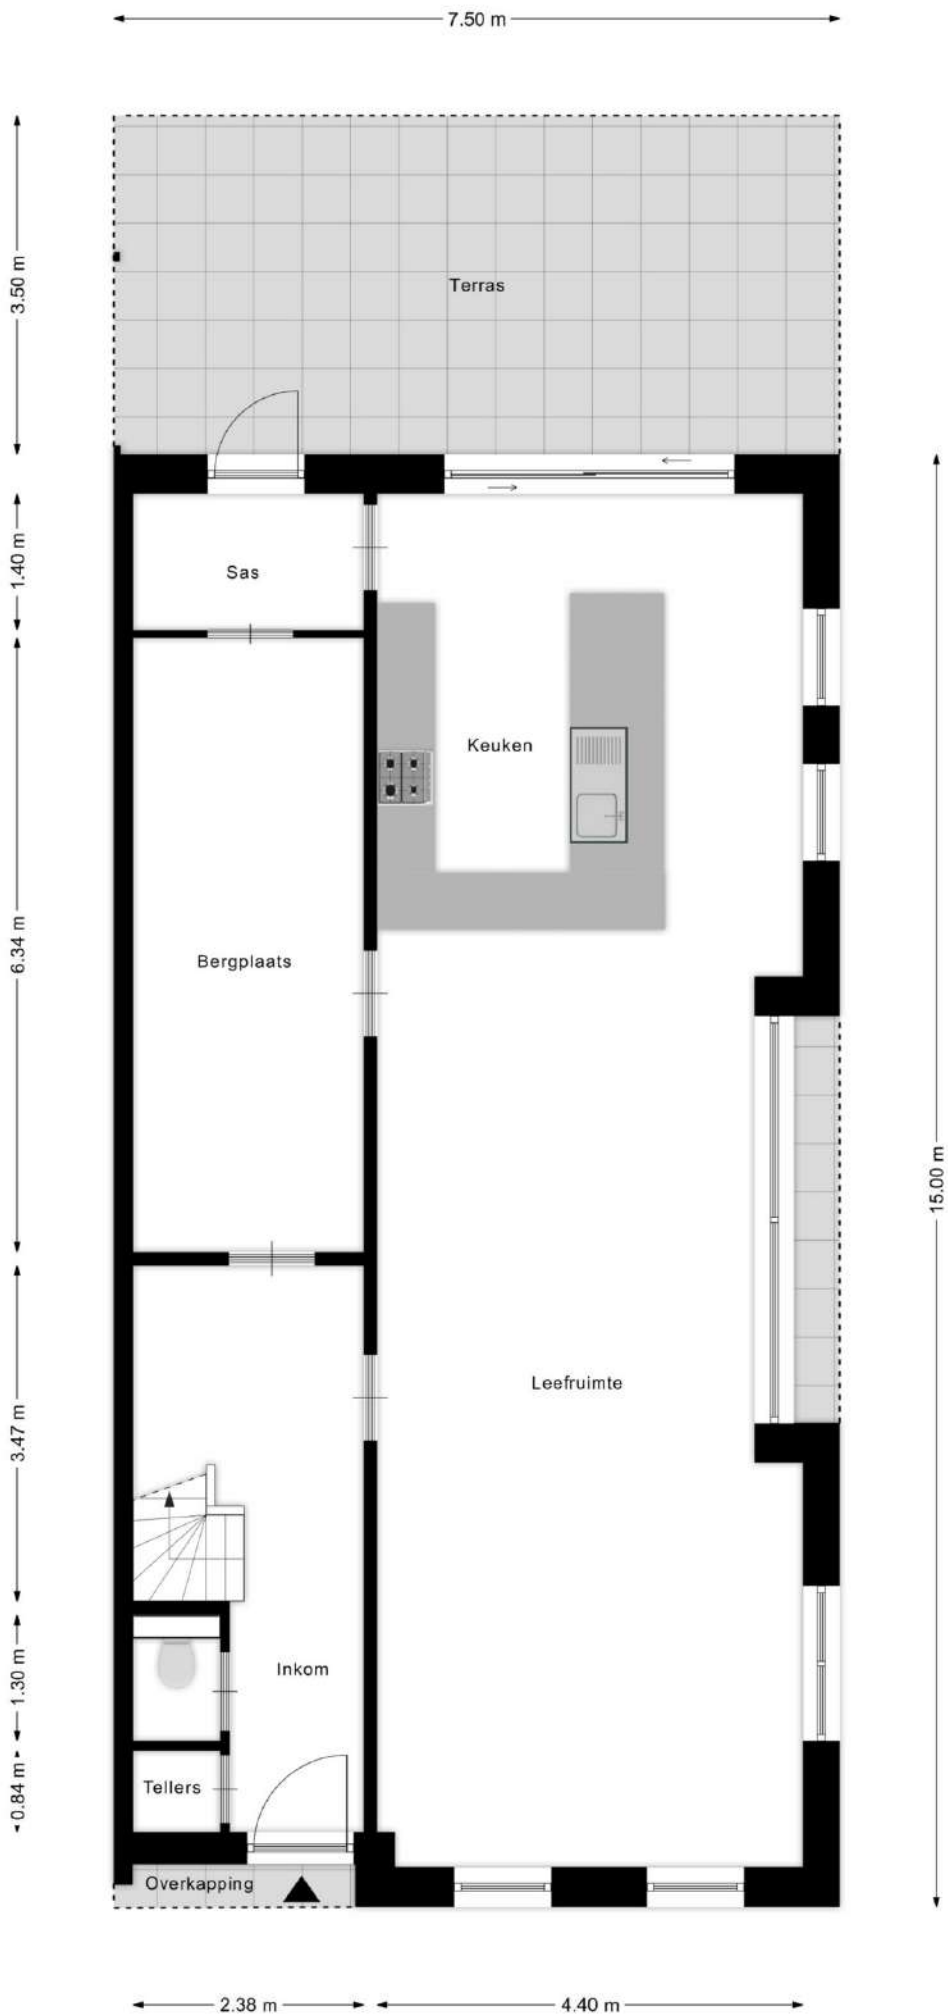 7.50 m
3.50 m
Terras
1.40 m
Sas
Keuken
6.34 m
Bergplaats
15.00 m
Leefruimte
3.47 m
1.30 m
Inkom
0.84 m
Tellers
Overkapping
2.38 m
4.40 m